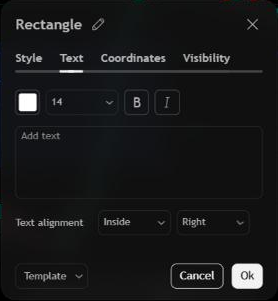 Rectangle
Style Text Coordinates Visibility
14 B I
Add text
Text alignment Inside Right
Template Cancel Ok